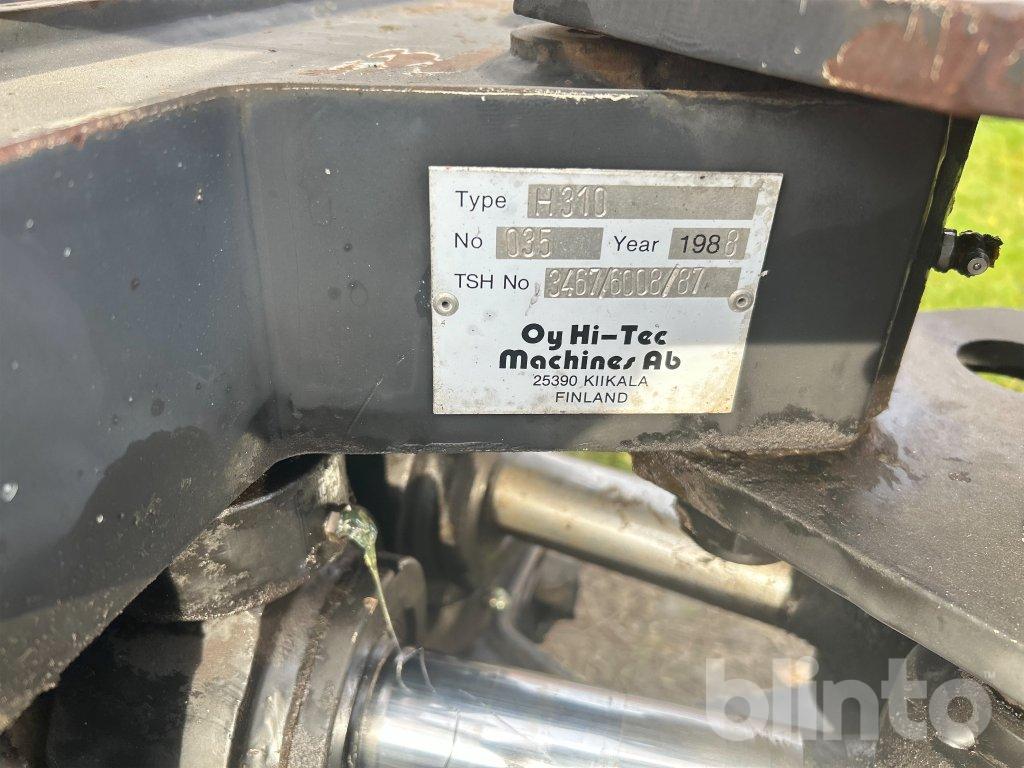 Type H310
No 035 Year 1988
TSH No 3467/6008/87
Oy Hi-Tec
Machines Ab
25390 KIIKALA
FINLAND
blinto™